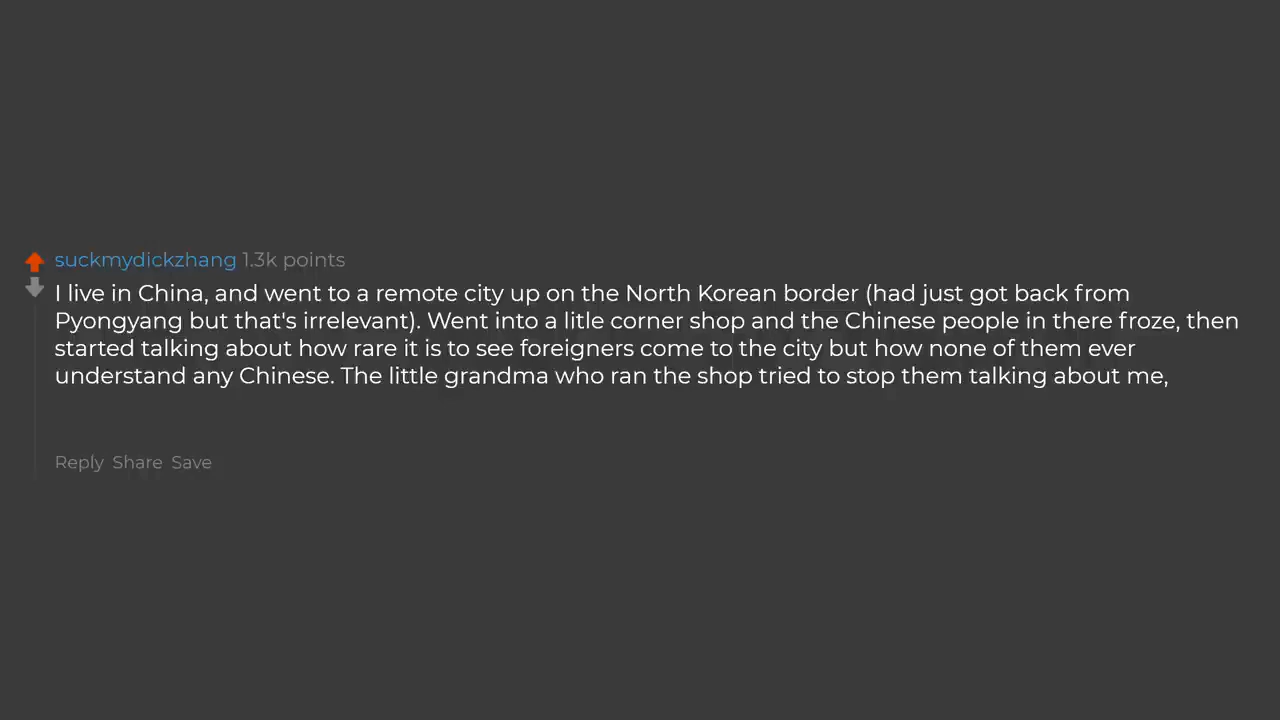 suckmydickzhang 1.3k points
I live in China, and went to a remote city up on the North Korean border (had just got back from
Pyongyang but that's irrelevant). Went into a litle corner shop and the Chinese people in there froze, then
started talking about how rare it is to see foreigners come to the city but how none of them ever
understand any Chinese. The little grandma who ran the shop tried to stop them talking about me,
Reply Share Save